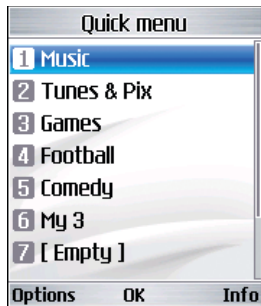 Quick menu
1 Music
2 Tunes & Pix
3 Games
4 Football
5 Comedy
6 My 3
7 [ Empty ]
Options OK Info